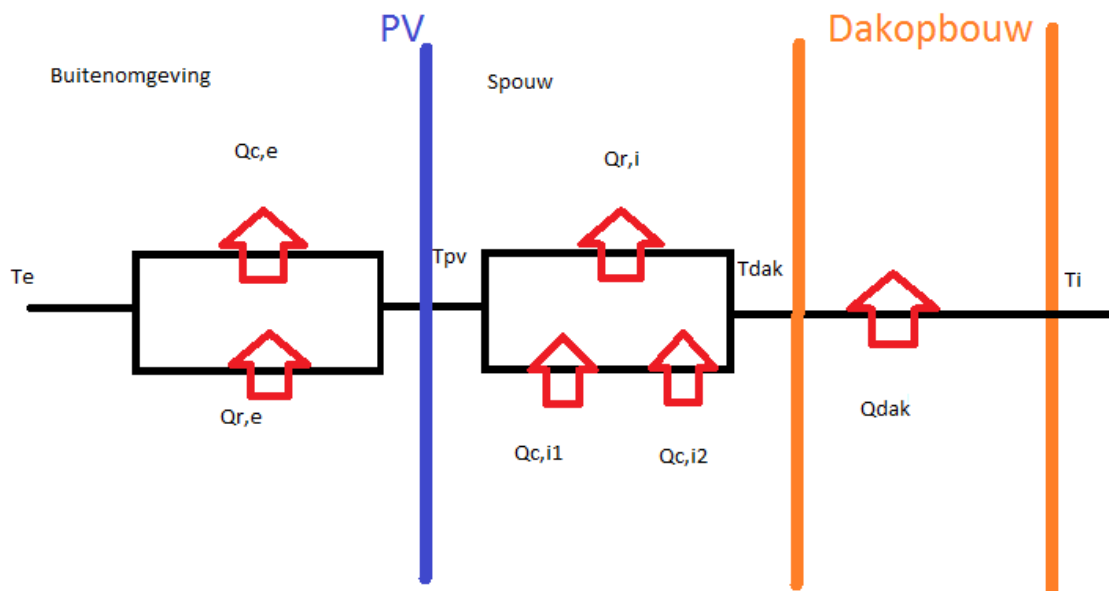 PV
Dakopbouw
Buitenomgeving
Spouw
Qc,e
Qr,i
Te
Tpv
Tdak
Ti
Qr,e
Qdak
Qc,i1
Qc,i2